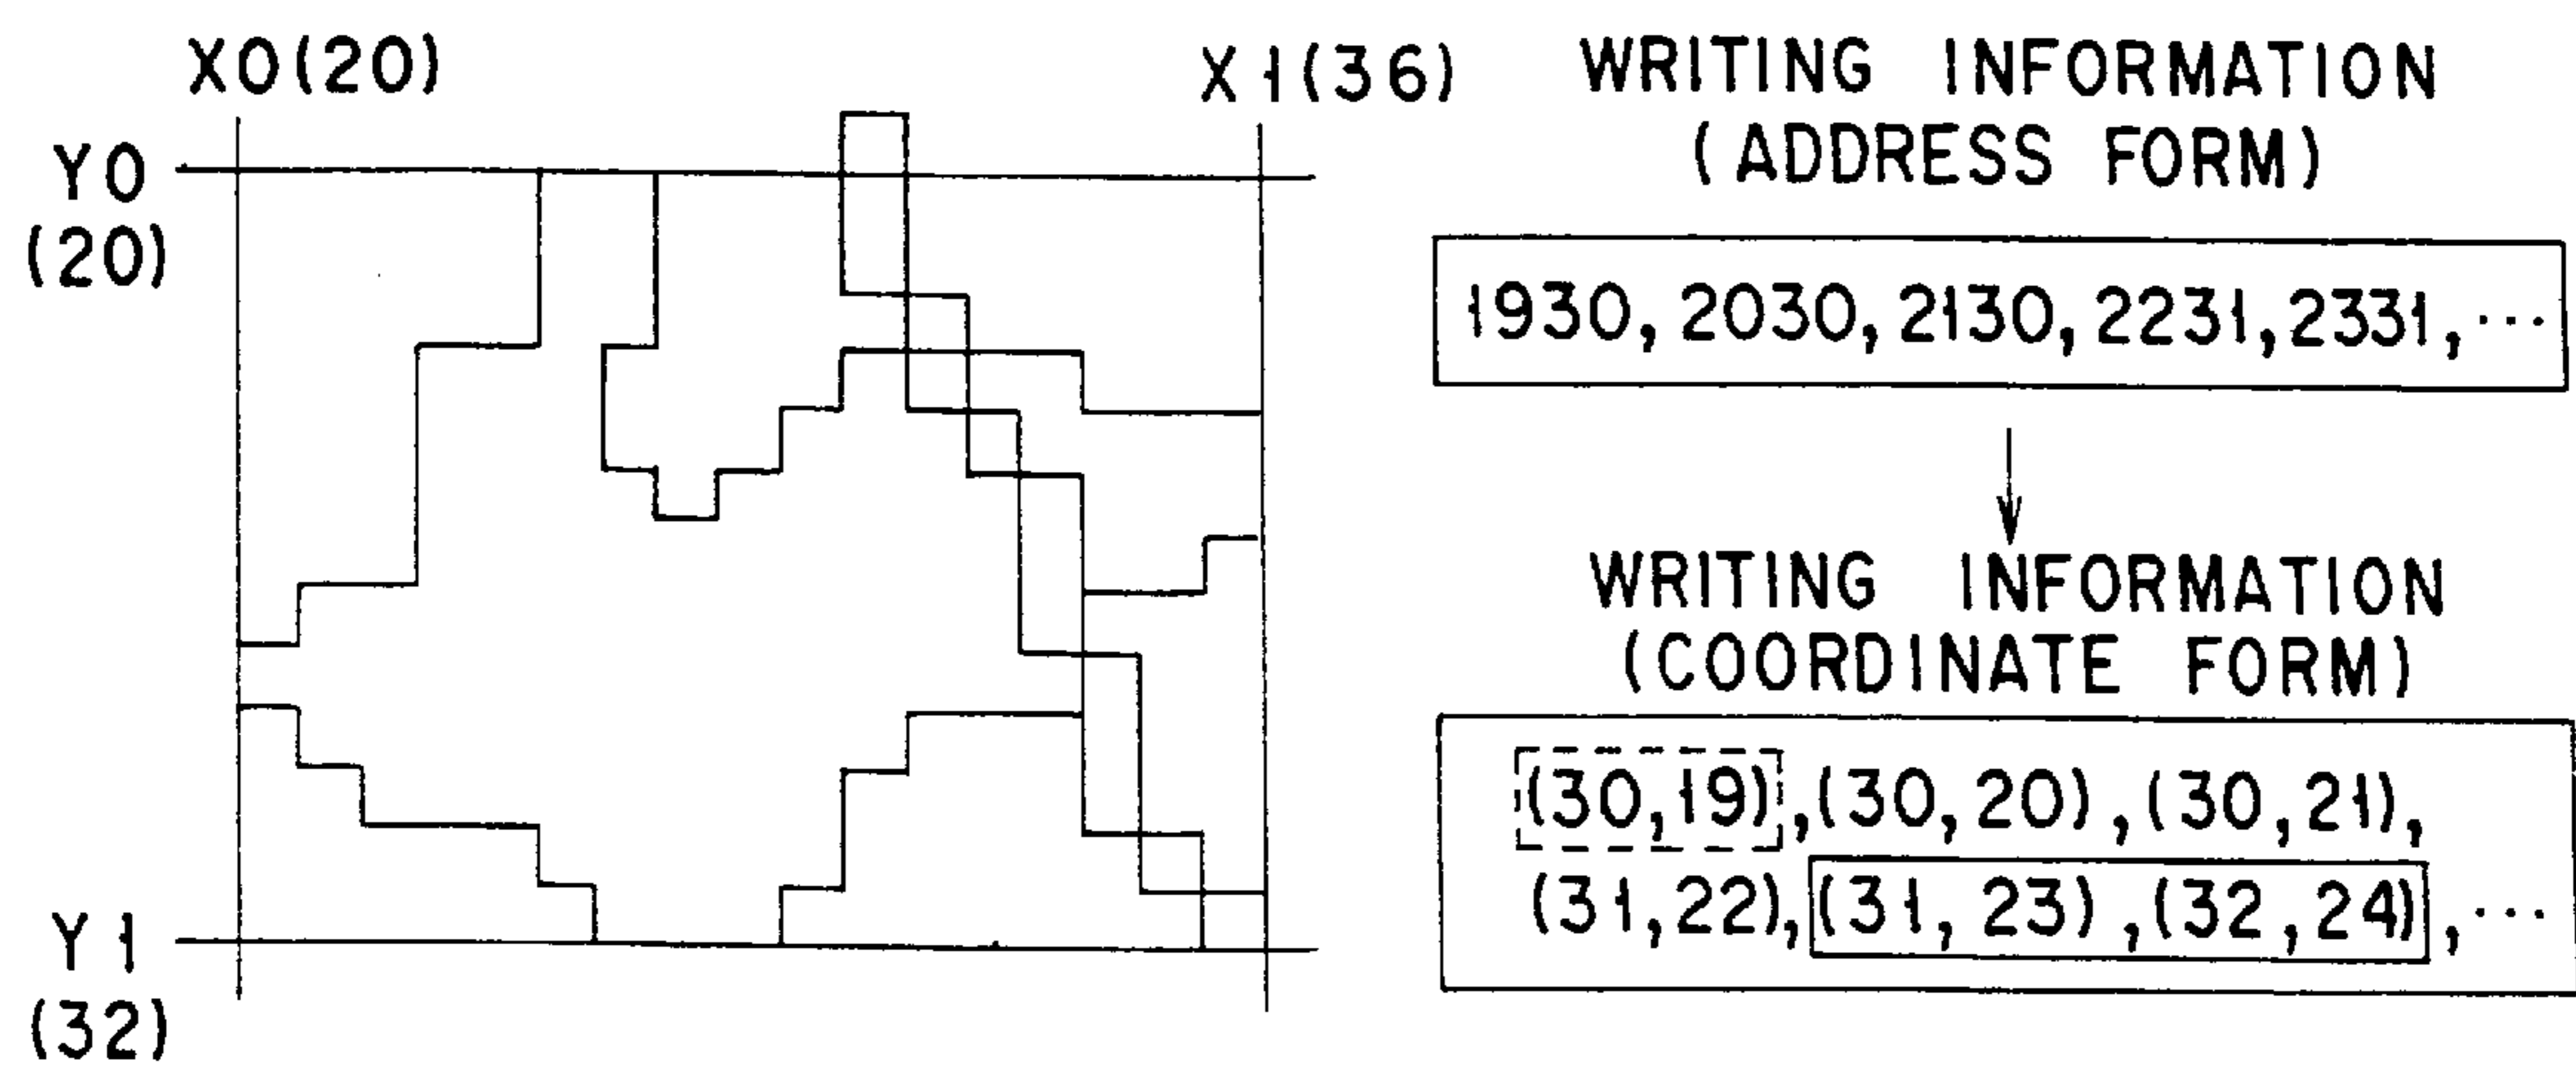 X0(20)
X1(36)
Y0
(20)
Y1
(32)
WRITING INFORMATION
(ADDRESS FORM)
1930, 2030, 2130, 2231, 2331, ···
WRITING INFORMATION
(COORDINATE FORM)
(30,19),(30,20),(30,21),
(31,22),(31,23),(32,24),···